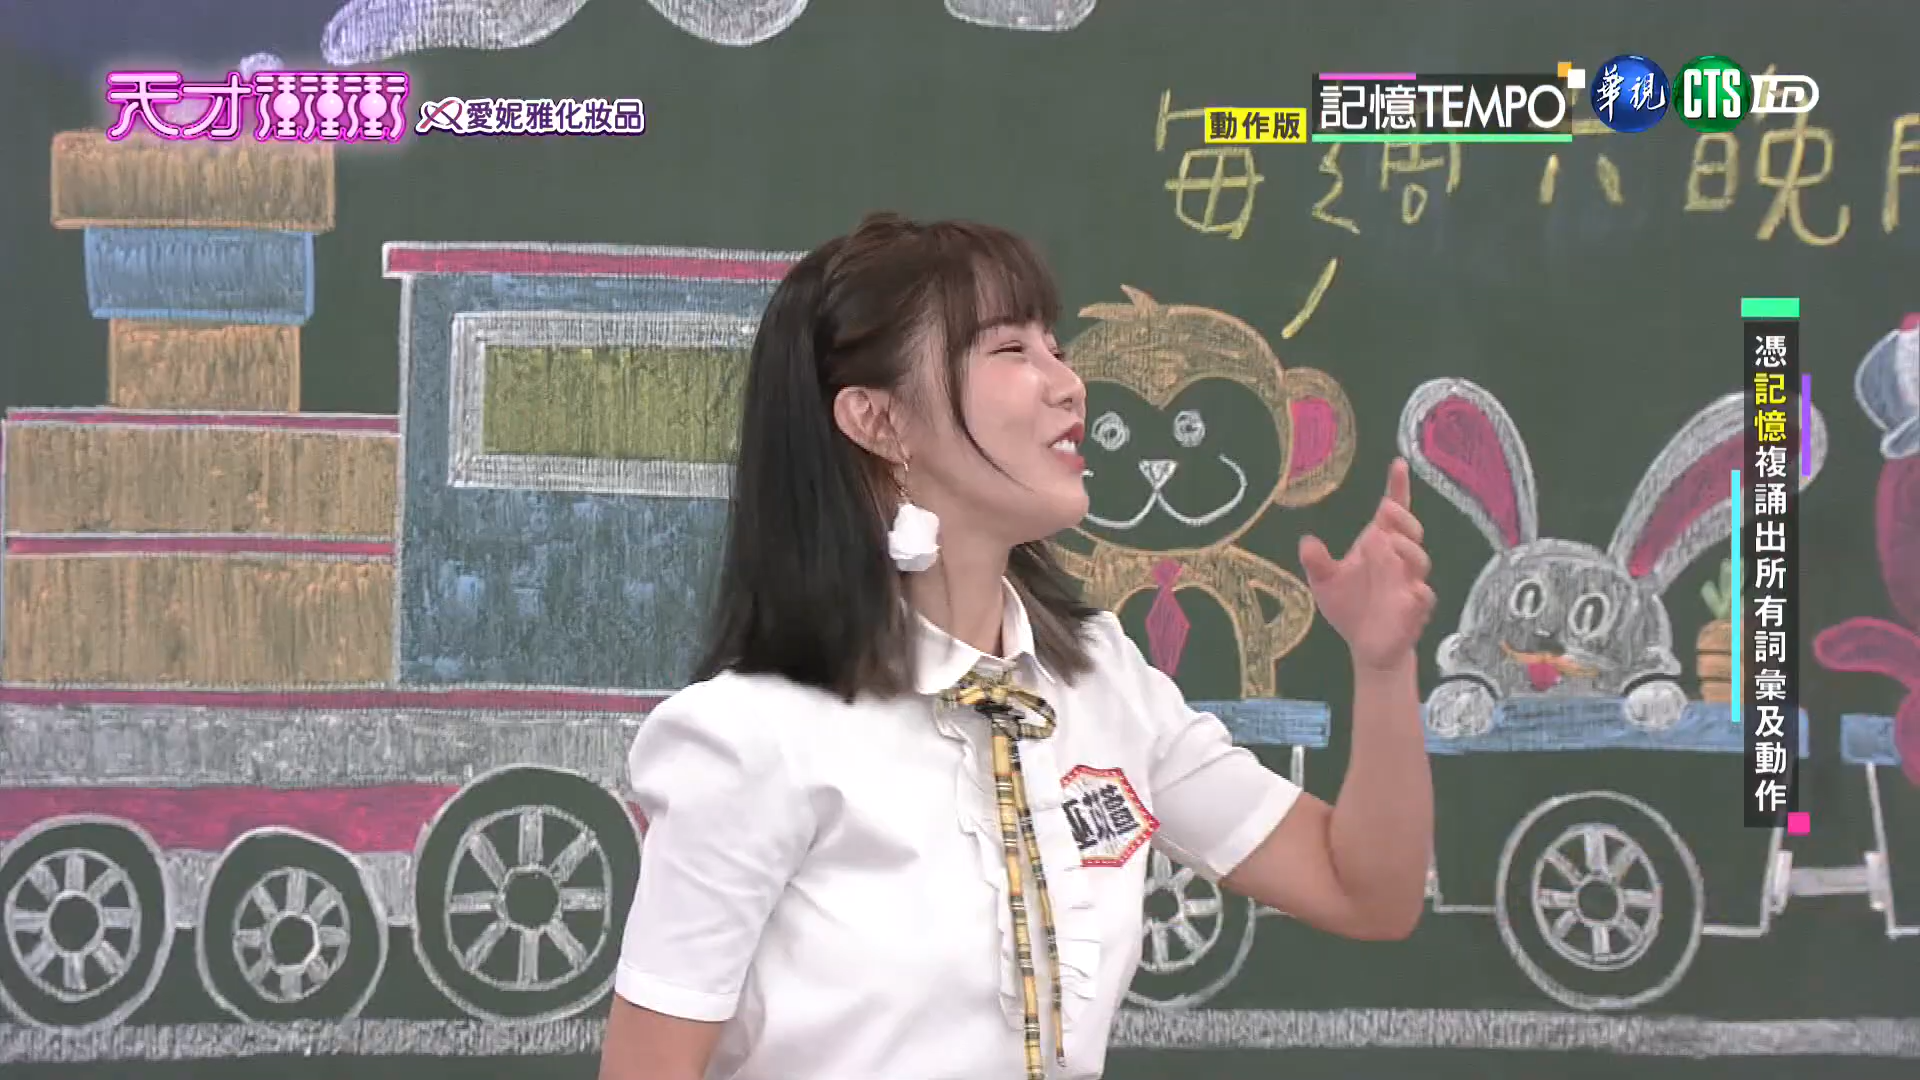 天才衝衝衝
愛妮雅化妝品
動作版
記憶TEMPO
華視
CTS
HD
每週六晚
憑記憶複誦出所有詞彙及動作